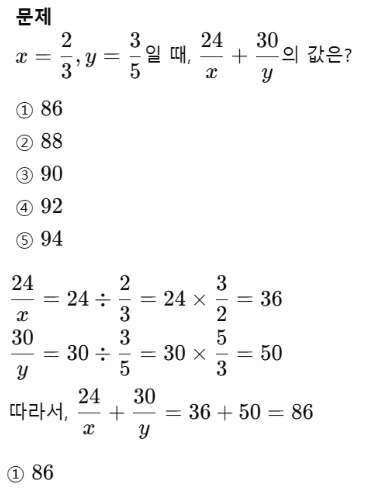 문제
x = 2/3, y = 3/5일 때, 24/x + 30/y의 값은?
① 86
② 88
③ 90
④ 92
⑤ 94
24/x = 24 ÷ 2/3 = 24 × 3/2 = 36
30/y = 30 ÷ 3/5 = 30 × 5/3 = 50
따라서, 24/x + 30/y = 36 + 50 = 86
① 86